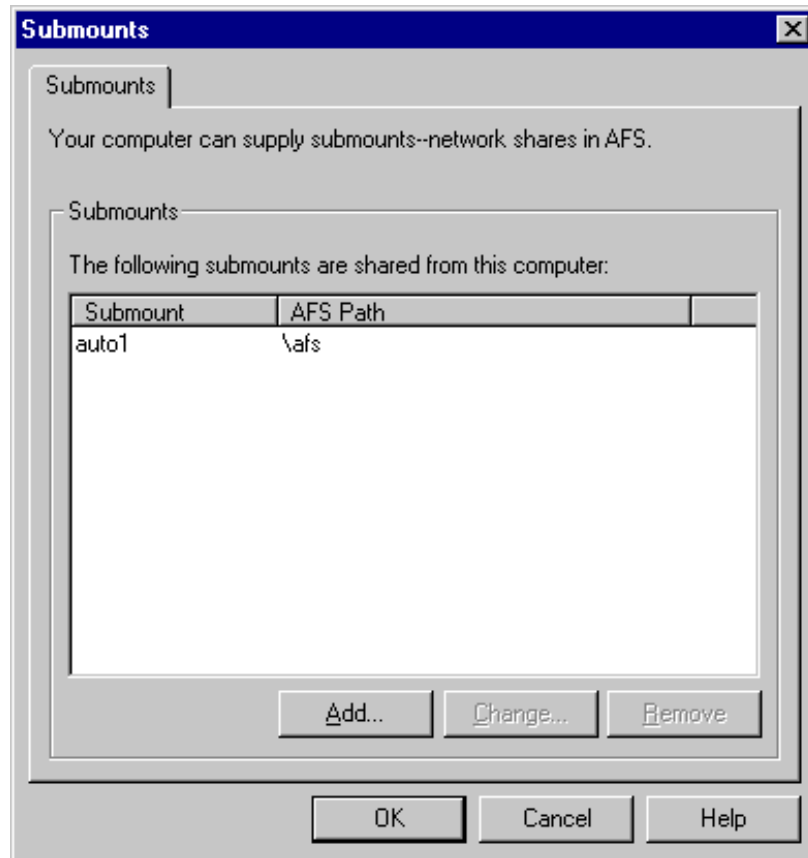 Submounts
Submounts
Your computer can supply submounts--network shares in AFS.
Submounts
The following submounts are shared from this computer:
Submount AFS Path
auto1 \afs
Add... Change... Remove
OK Cancel Help